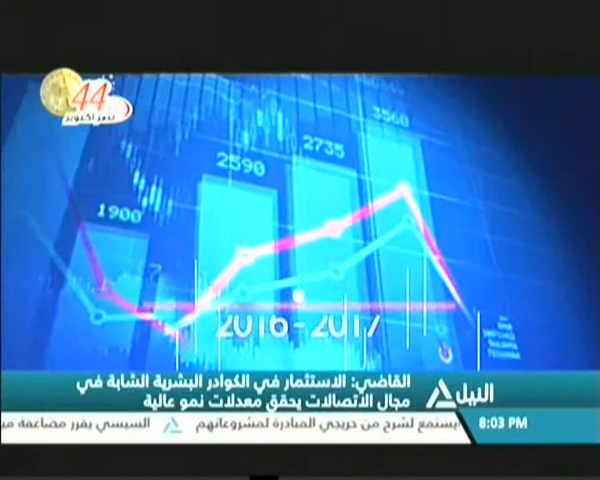 44
نصر أكتوبر
3560
2735
2590
1900
2016 - 2017
القاضي: الاستثمار في الكوادر البشرية الشابة في
مجال الاتصالات يحقق معدلات نمو عالية
النيل
يستمع لشرح من خريجي المبادرة لمشروعاتهم
السيسي يقرر مضاعفة
8:03 PM